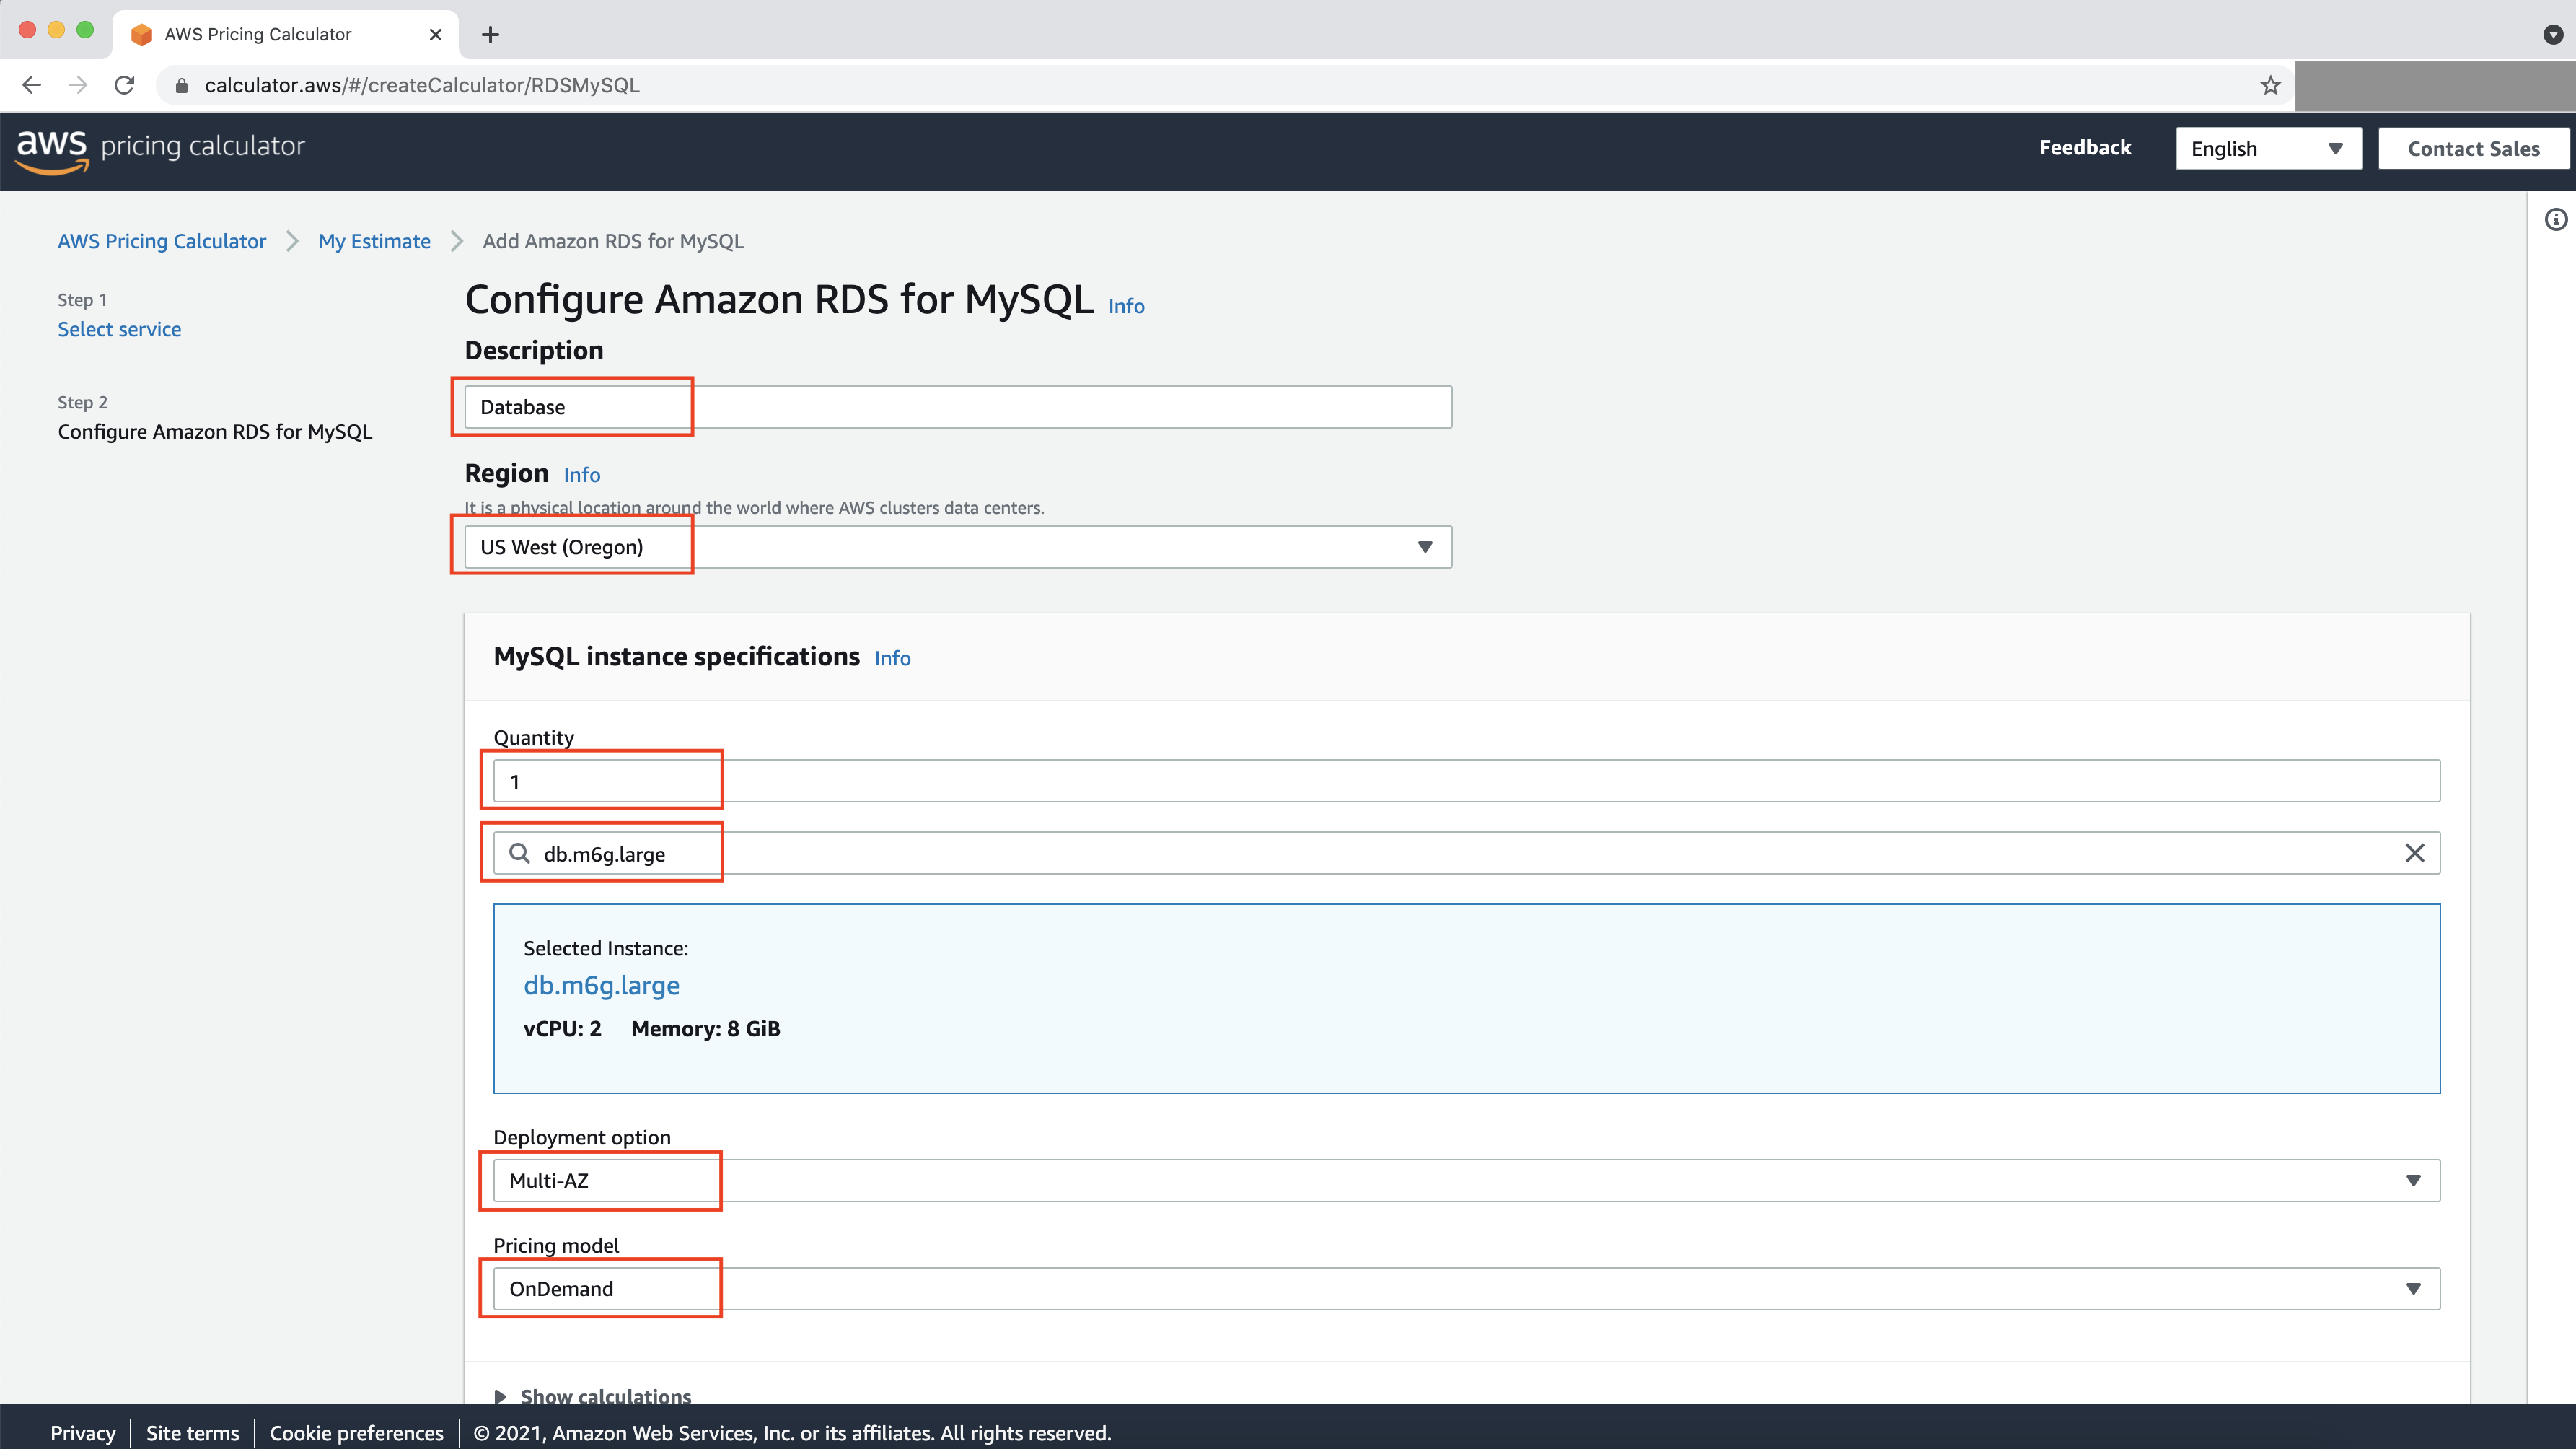 AWS Pricing Calculator
calculator.aws/#/createCalculator/RDSMySQL
aws pricing calculator
Feedback
English
Contact Sales
AWS Pricing Calculator
My Estimate
Add Amazon RDS for MySQL
Step 1
Select service
Step 2
Configure Amazon RDS for MySQL
Configure Amazon RDS for MySQL Info
Description
Database
Region Info
It is a physical location around the world where AWS clusters data centers.
US West (Oregon)
MySQL instance specifications Info
Quantity
1
db.m6g.large
Selected Instance:
db.m6g.large
vCPU: 2 Memory: 8 GiB
Deployment option
Multi-AZ
Pricing model
OnDemand
Show calculations
Privacy
Site terms
Cookie preferences
© 2021, Amazon Web Services, Inc. or its affiliates. All rights reserved.